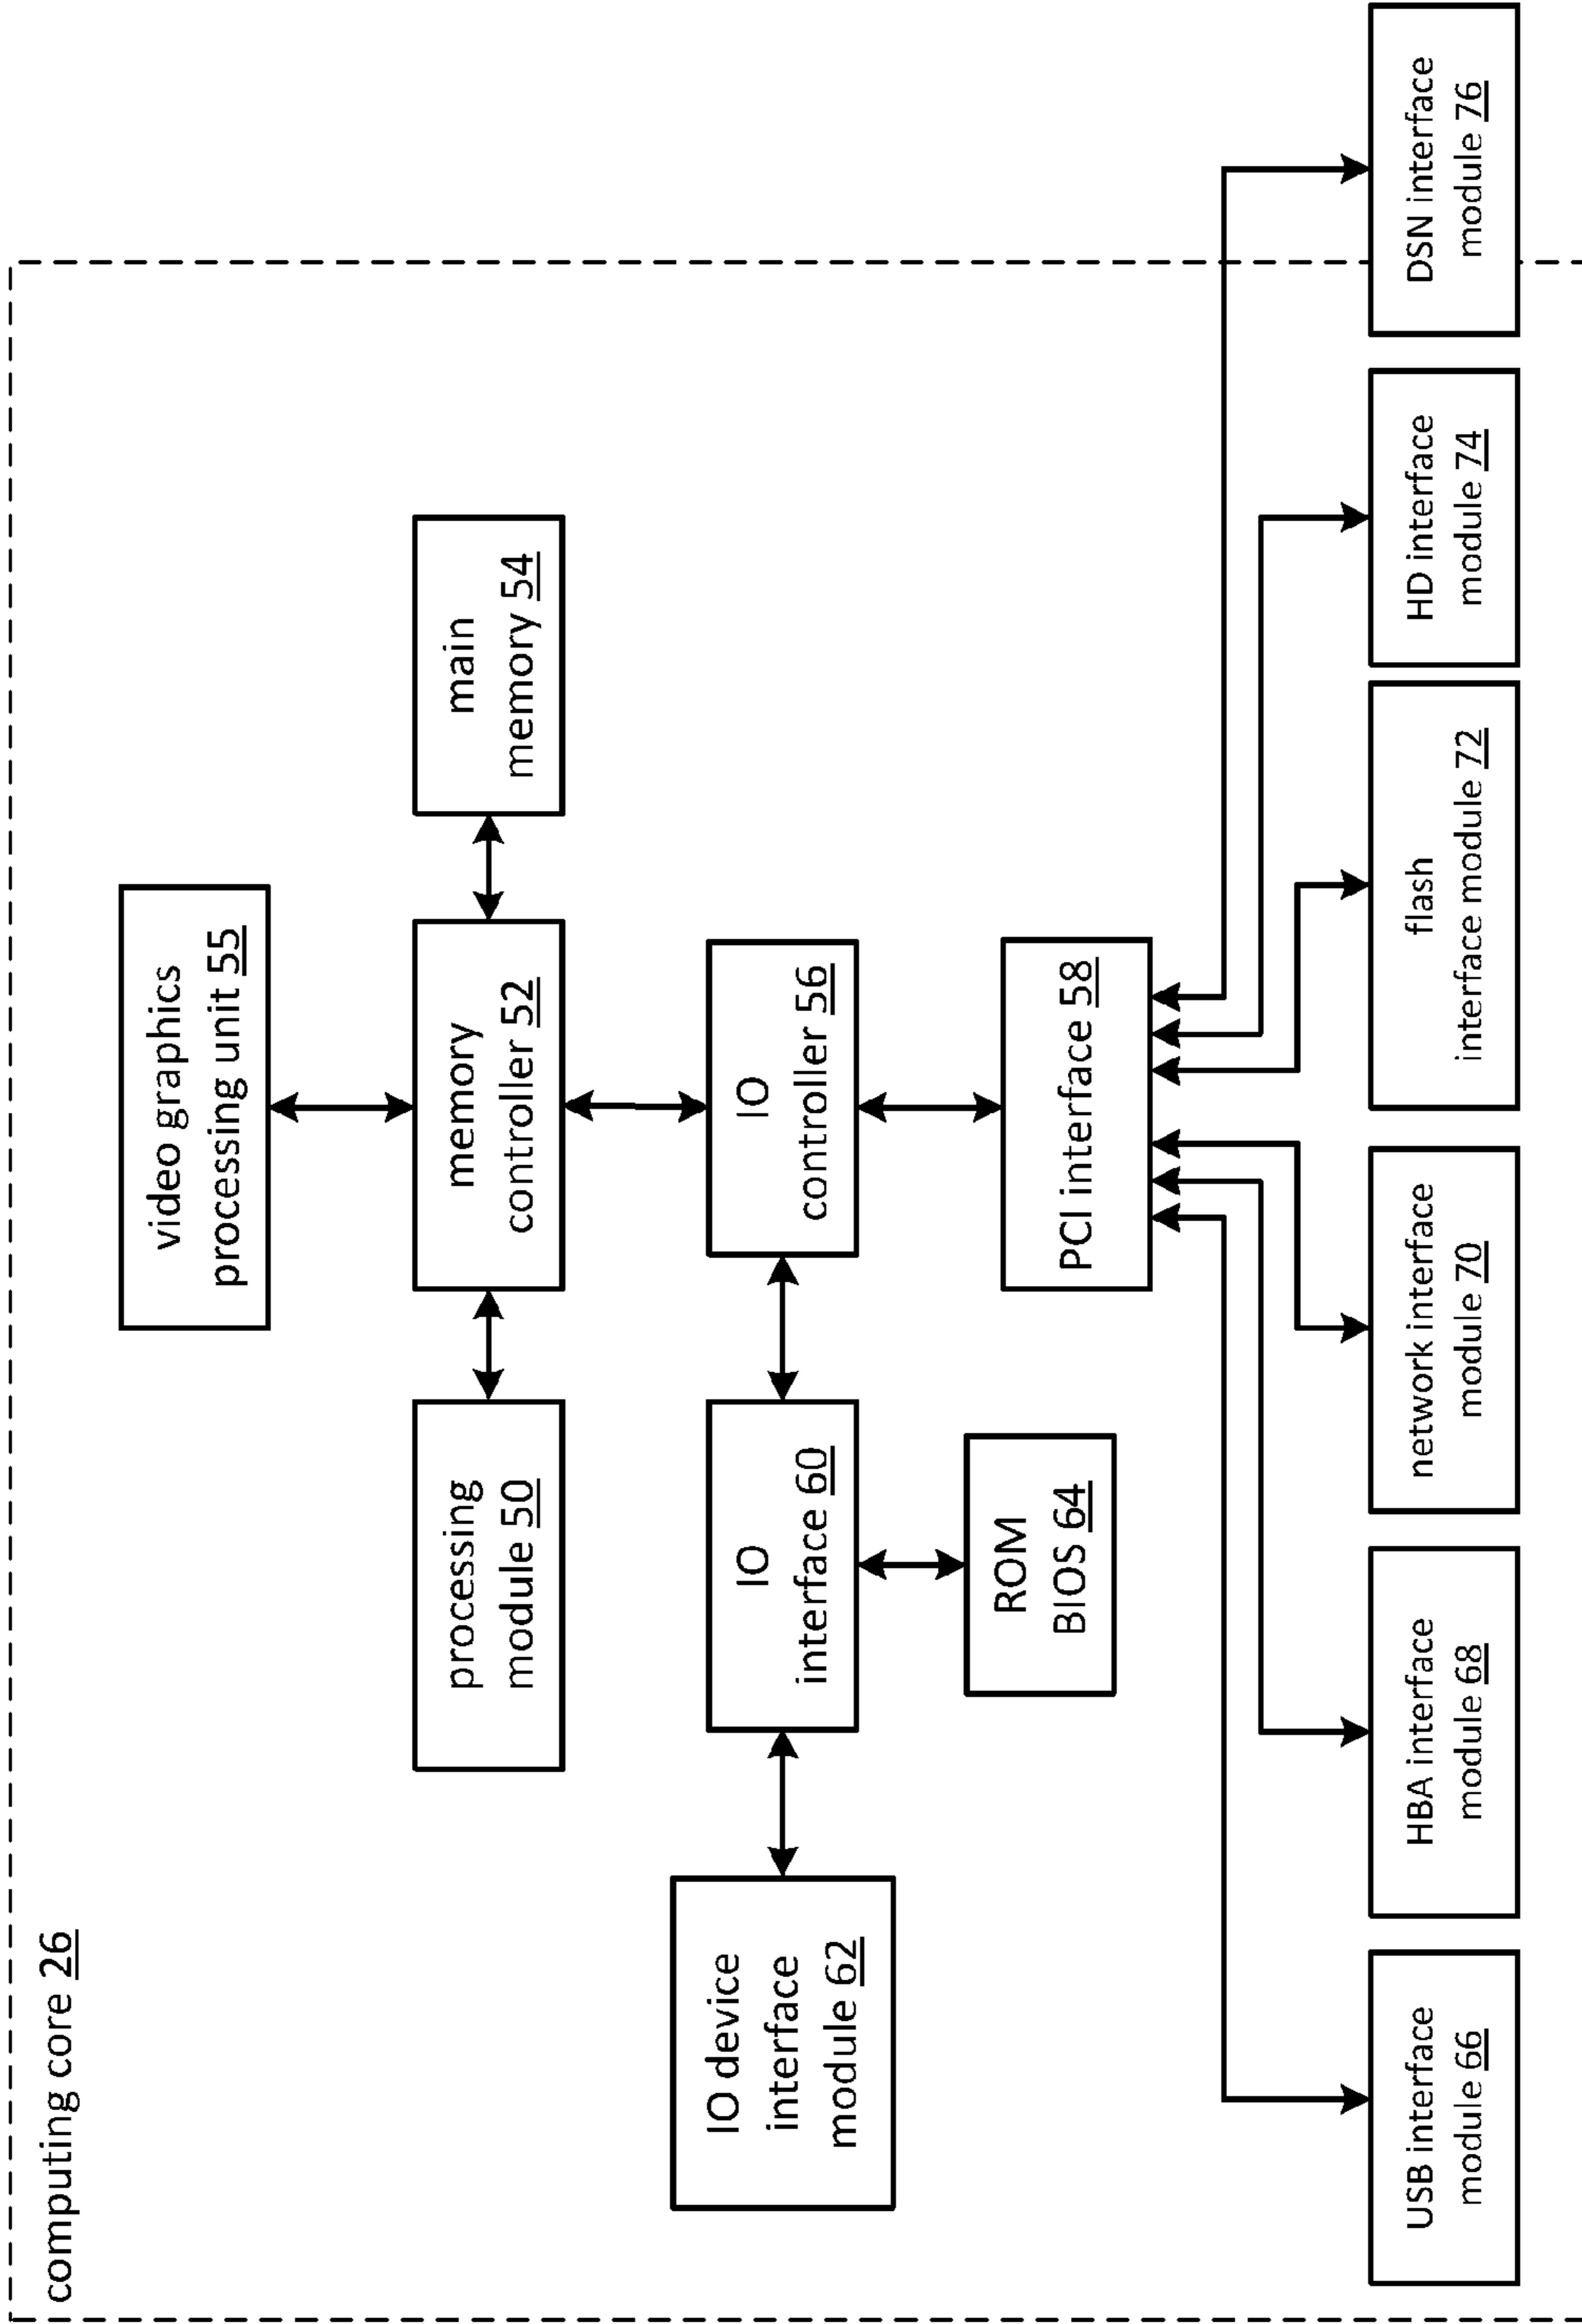 computing core 26
video graphics
processing unit 55
processing
module 50
memory
controller 52
main
memory 54
IO device
interface
module 62
IO
interface 60
IO
controller 56
ROM
BIOS 64
PCI interface 58
USB interface
module 66
HBA interface
module 68
network interface
module 70
flash
interface module 72
HD interface
module 74
DSN interface
module 76